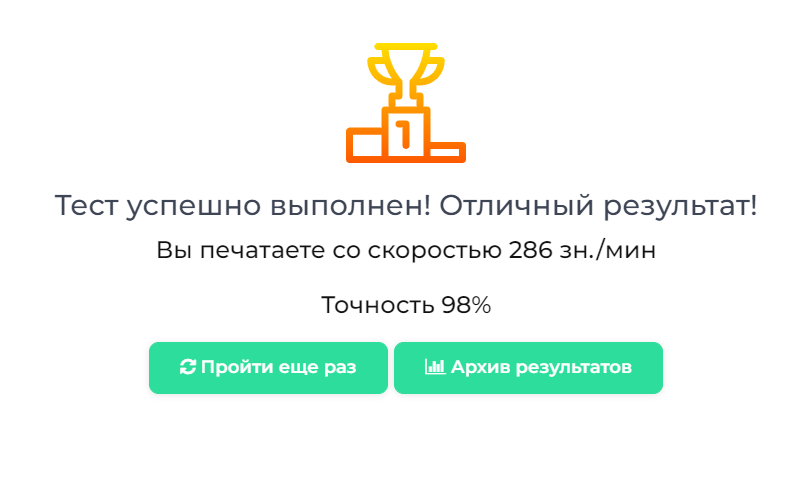 1
Тест успешно выполнен! Отличный результат!
Вы печатаете со скоростью 286 зн./мин
Точность 98%
Пройти еще раз
Архив результатов